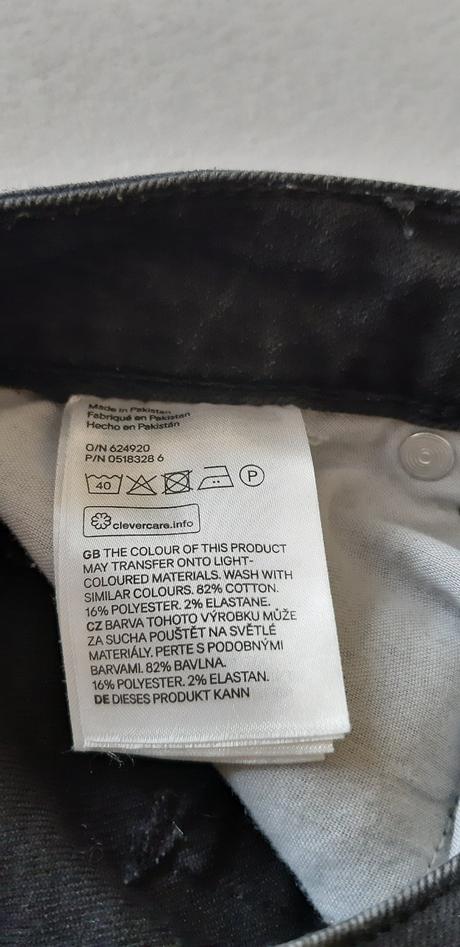 Made in Pakistan
Fabriqué en Pakistan
Hecho en Pakistán
O/N 624920
P/N 0518328 6
40 P
clevercare.info
GB THE COLOUR OF THIS PRODUCT
MAY TRANSFER ONTO LIGHT-
COLOURED MATERIALS. WASH WITH
SIMILAR COLOURS. 82% COTTON.
16% POLYESTER. 2% ELASTANE.
CZ BARVA TOHOTO VÝROBKU MŮŽE
ZA SUCHA POUŠTĚT NA SVĚTLÉ
MATERIÁLY. PERTE S PODOBNÝMI
BARVAMI. 82% BAVLNA.
16% POLYESTER. 2% ELASTAN.
DE DIESES PRODUKT KANN